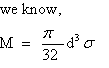 we know,
M = π/32 d³ σ